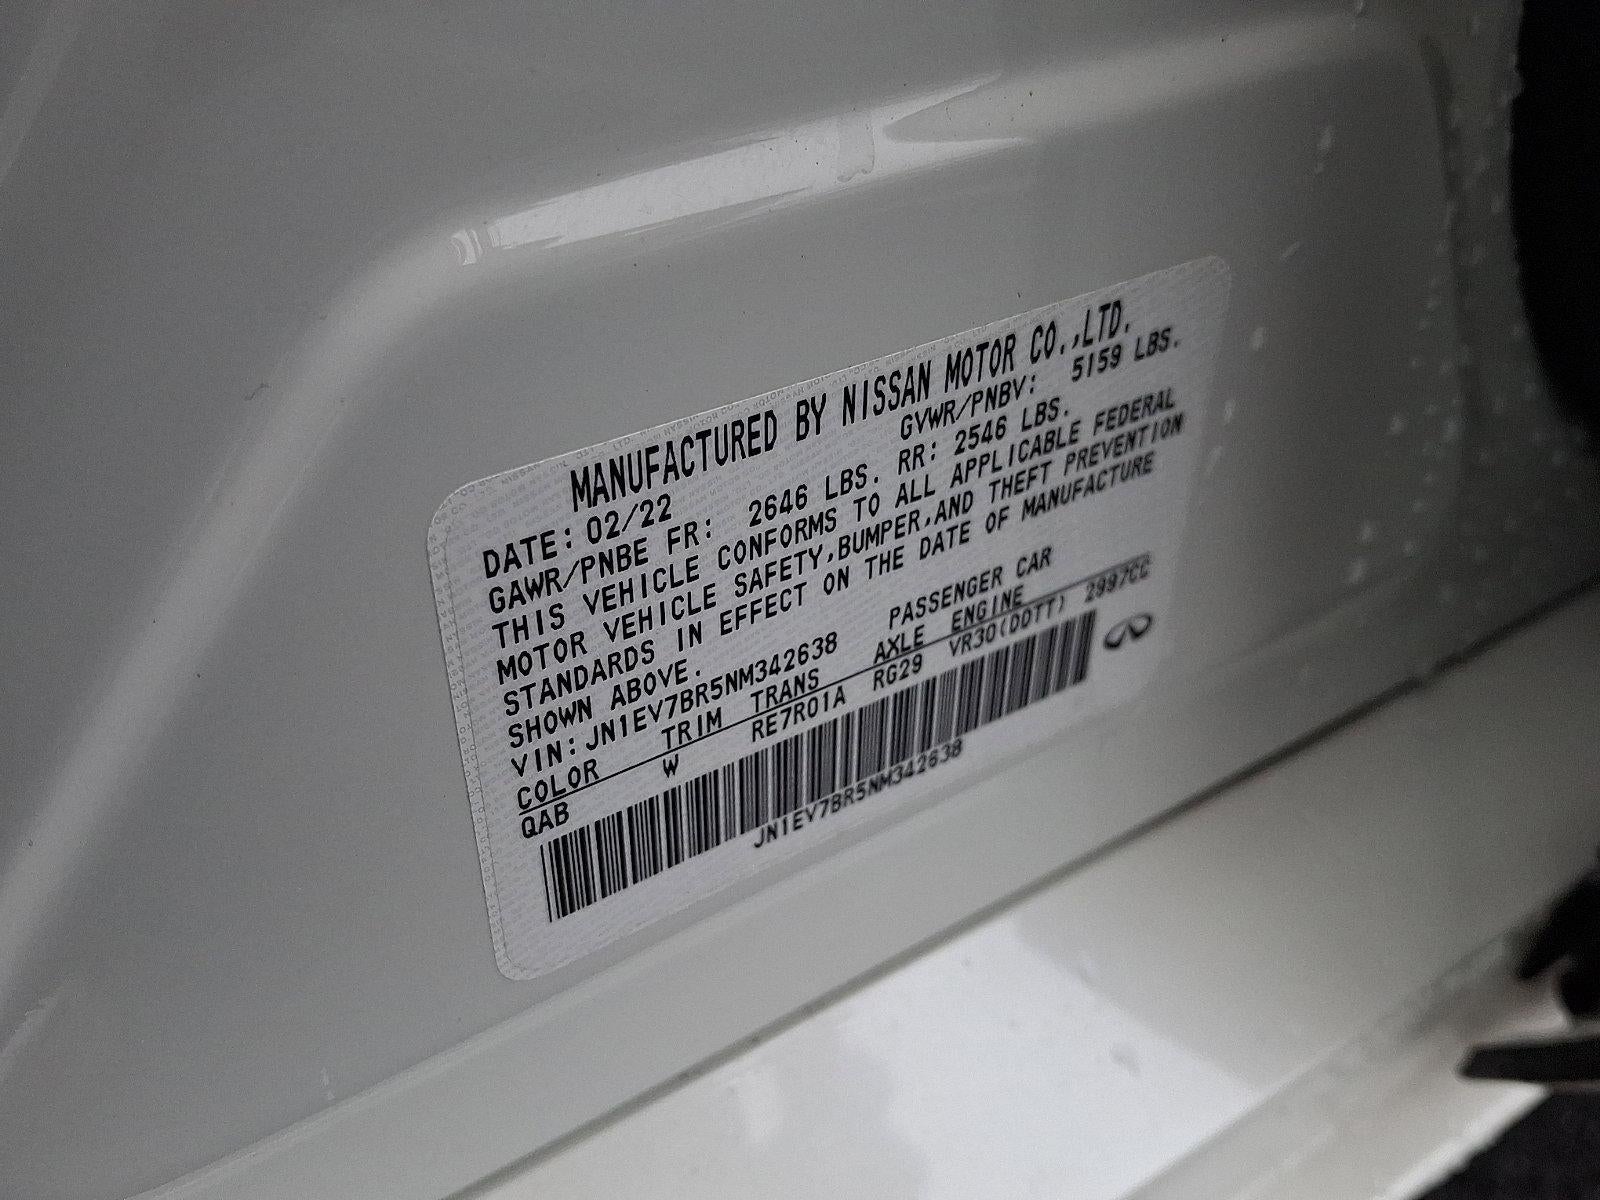 MANUFACTURED BY NISSAN MOTOR CO.,LTD.
DATE: 02/22 GVWR/PNBV: 5159 LBS.
GAWR/PNBE FR: 2646 LBS. RR: 2546 LBS.
THIS VEHICLE CONFORMS TO ALL APPLICABLE FEDERAL
MOTOR VEHICLE SAFETY,BUMPER,AND THEFT PREVENTION
STANDARDS IN EFFECT ON THE DATE OF MANUFACTURE
SHOWN ABOVE.
VIN: JN1EV7BR5NM342638 PASSENGER CAR
COLOR TRIM TRANS AXLE ENGINE
QAB W RE7R01A RG29 VR30(DDTT) 2997CC
JN1EV7BR5NM342638